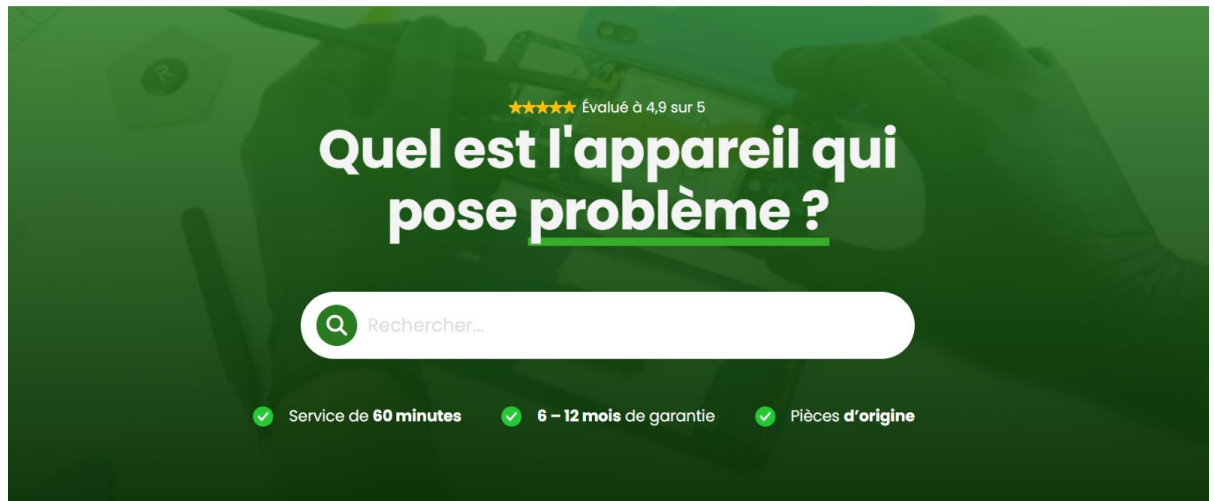 Évalué à 4,9 sur 5
Quel est l'appareil qui
pose problème ?
Rechercher...
Service de 60 minutes
6 – 12 mois de garantie
Pièces d’origine